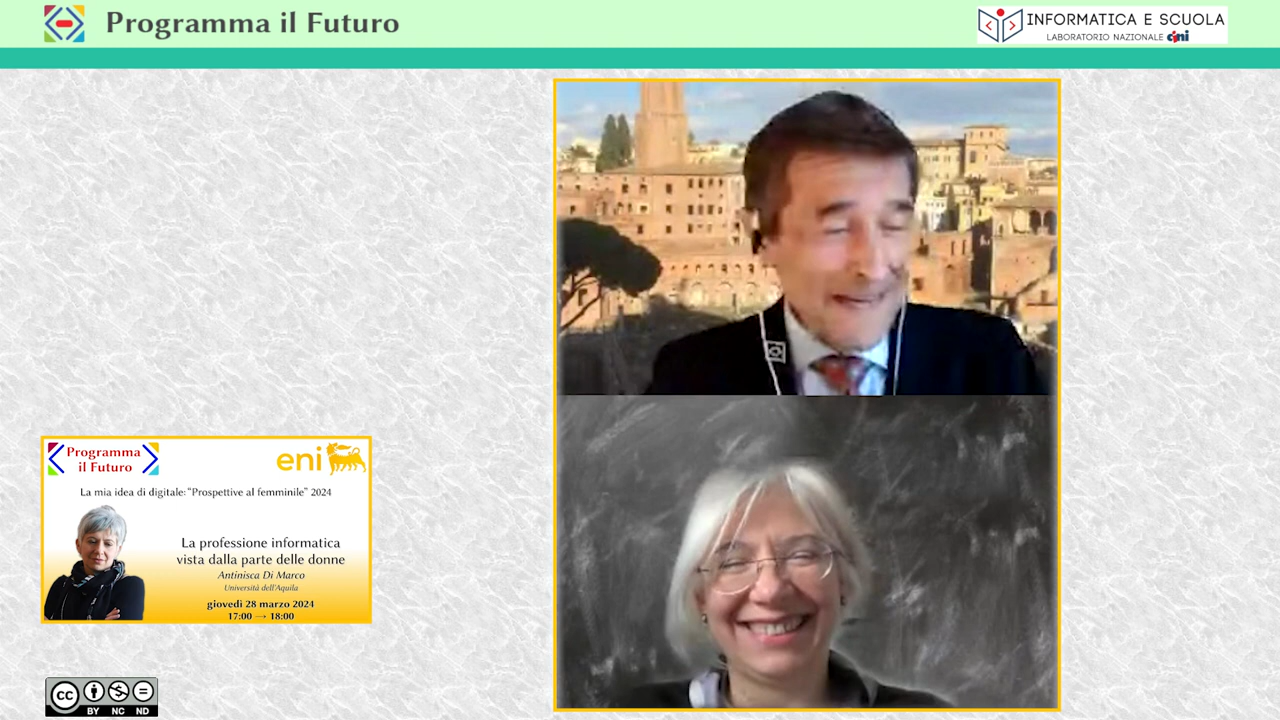 Programma il Futuro
INFORMATICA E SCUOLA
LABORATORIO NAZIONALE cini
Programma
il Futuro
eni
La mia idea di digitale: "Prospettive al femminile" 2024
La professione informatica
vista dalla parte delle donne
Antinisca Di Marco
Università dell'Aquila
giovedì 28 marzo 2024
17:00 → 18:00
cc
BY NC ND